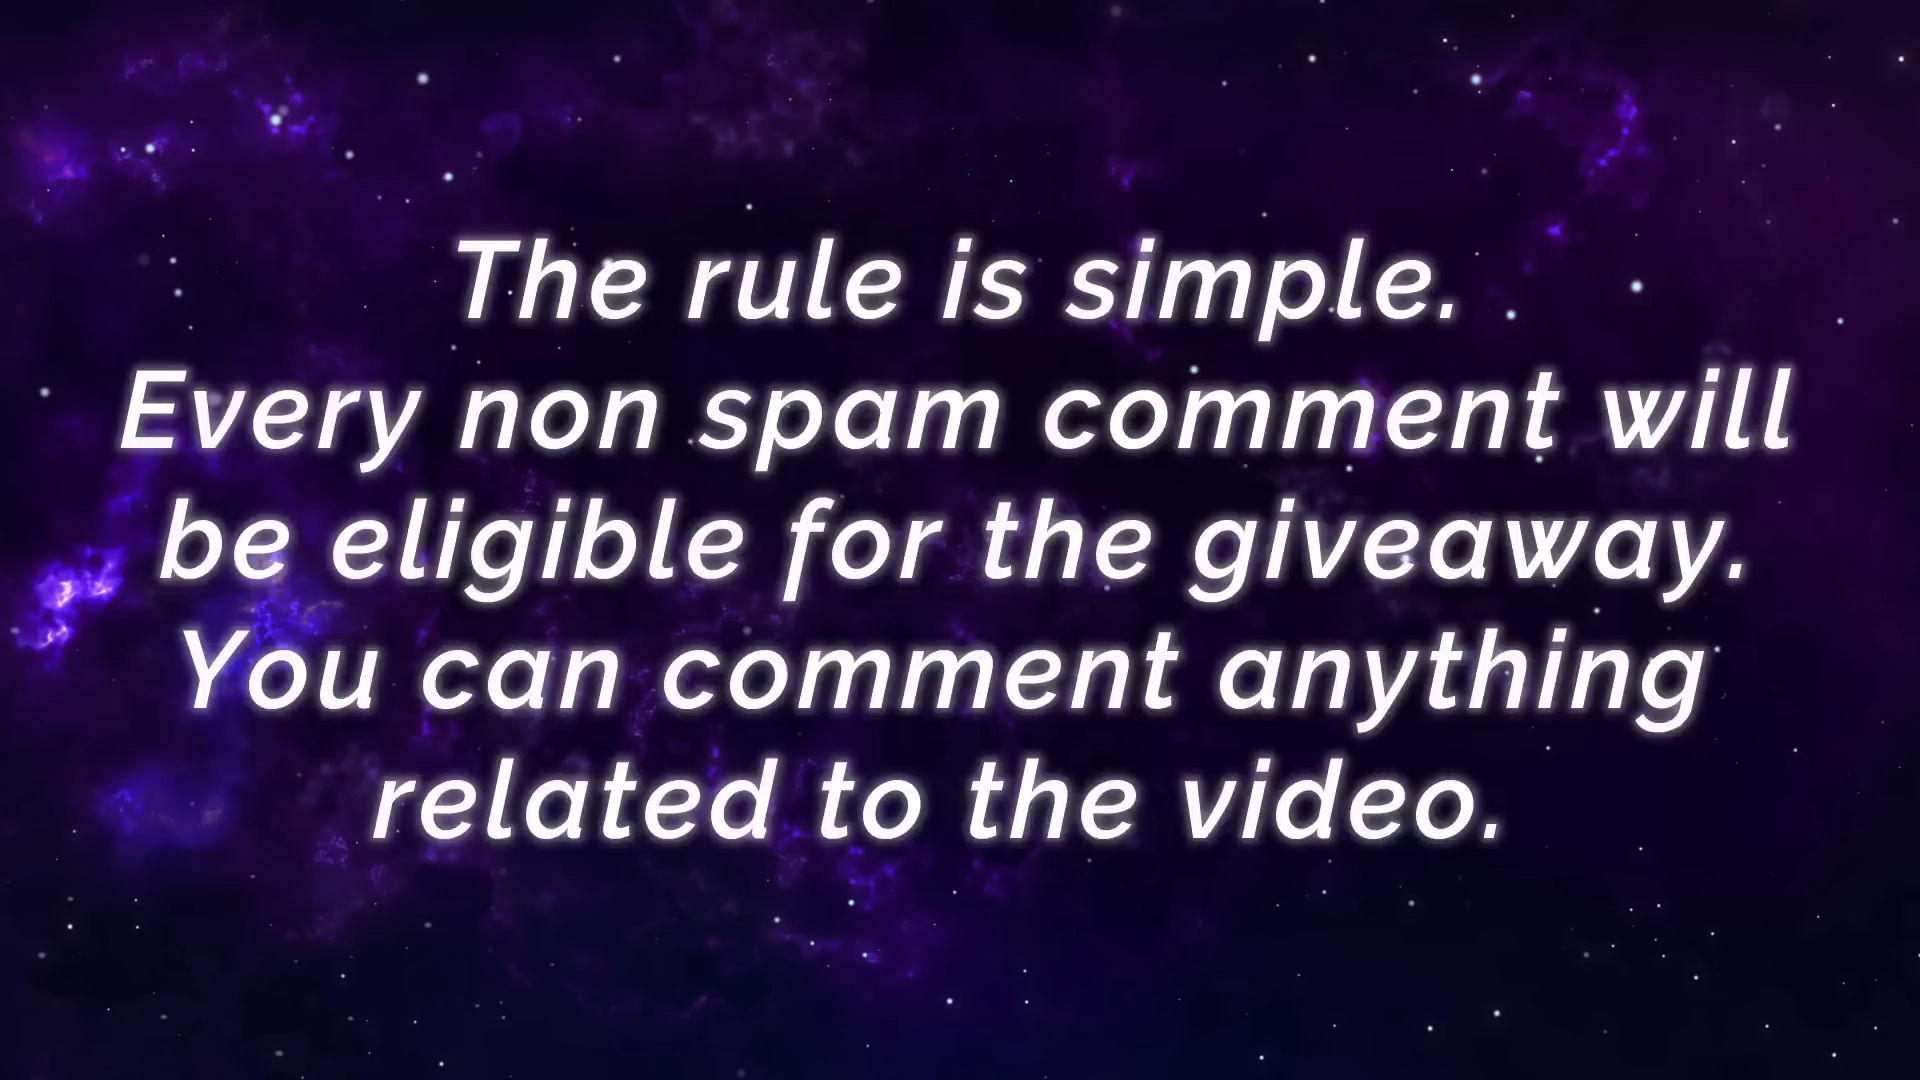 The rule is simple.
Every non spam comment will
be eligible for the giveaway.
You can comment anything
related to the video.